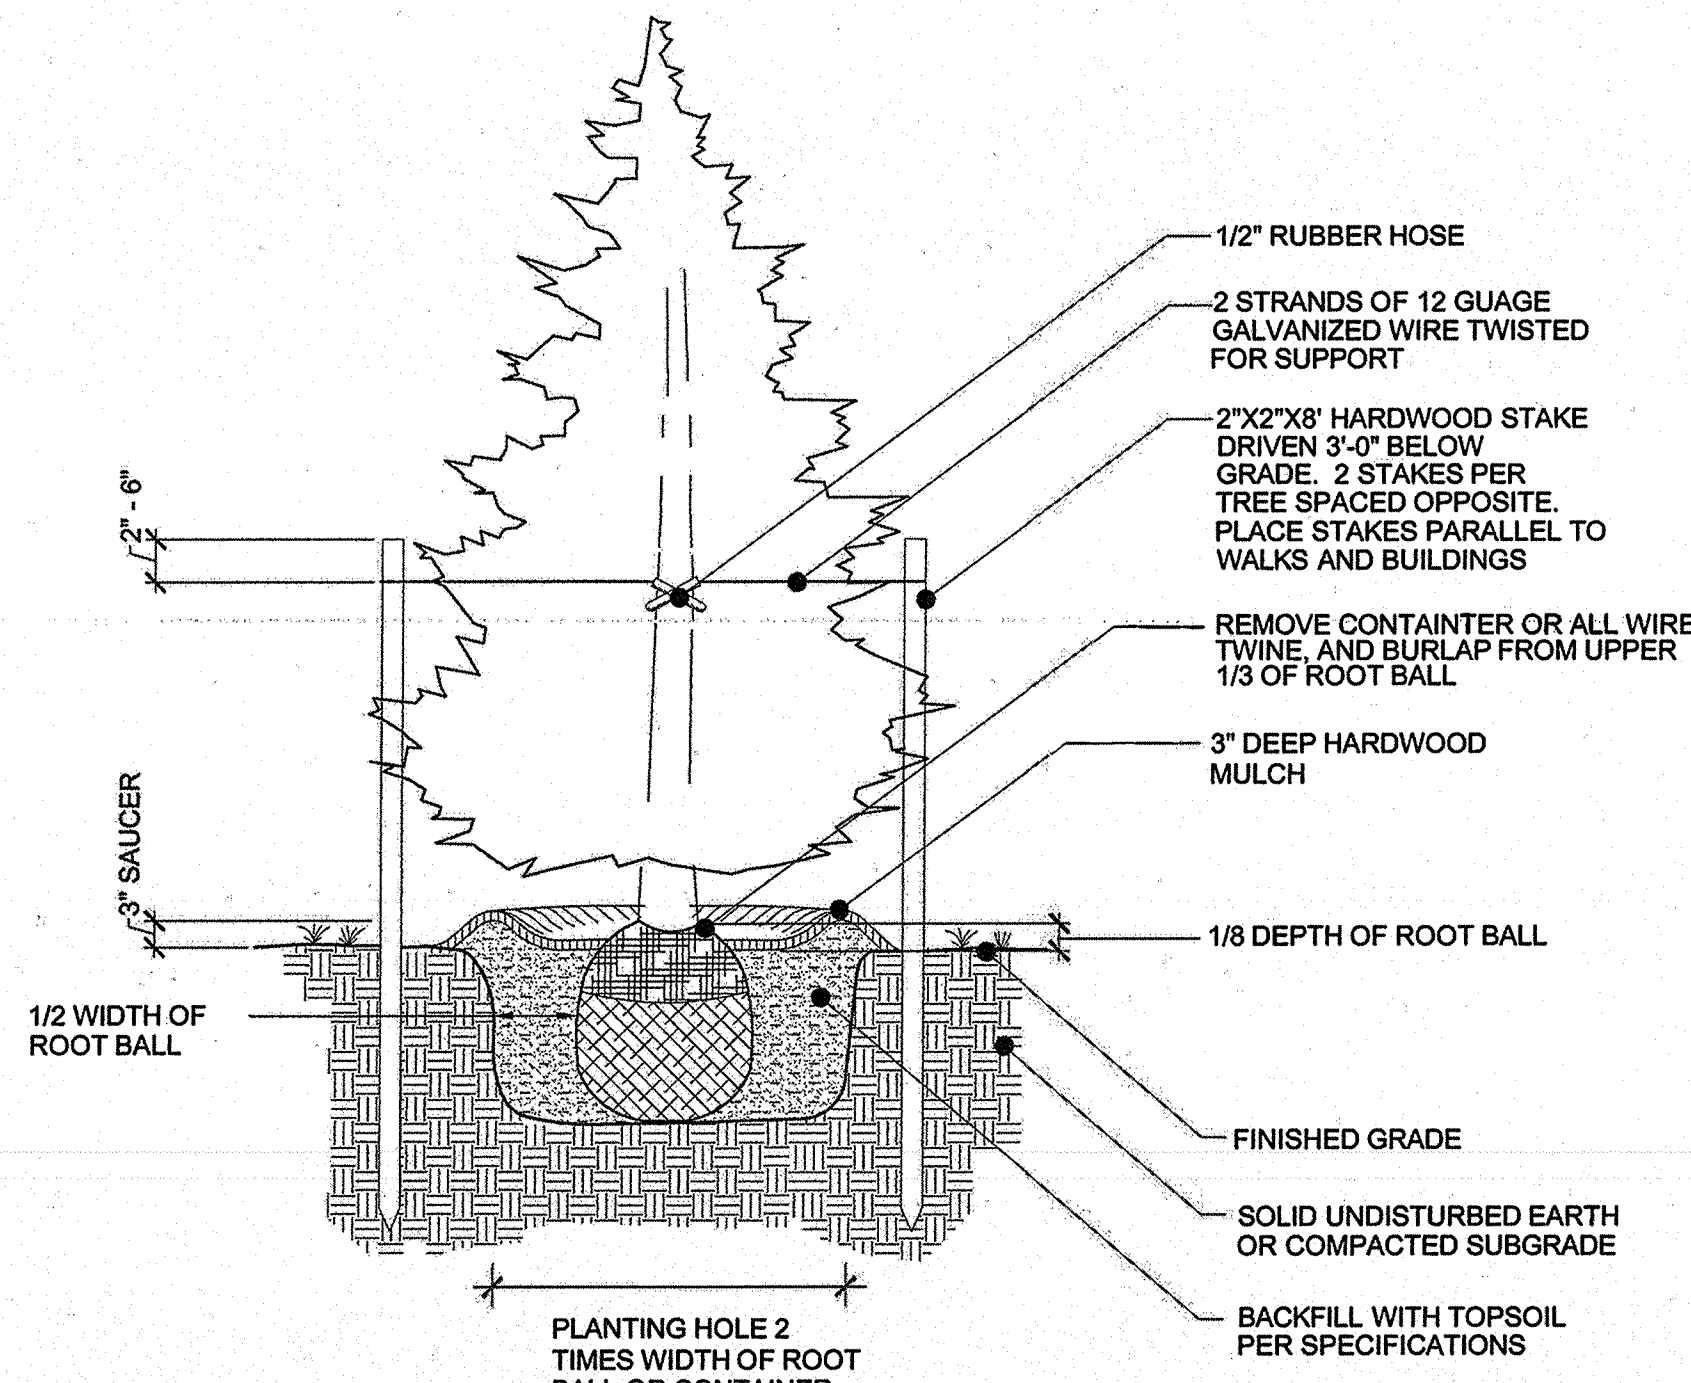 1/2" RUBBER HOSE
2 STRANDS OF 12 GUAGE
GALVANIZED WIRE TWISTED
FOR SUPPORT
2"X2"X8' HARDWOOD STAKE
DRIVEN 3'-0" BELOW
GRADE. 2 STAKES PER
TREE SPACED OPPOSITE.
PLACE STAKES PARALLEL TO
WALKS AND BUILDINGS
2" - 6"
REMOVE CONTAINTER OR ALL WIRE
TWINE, AND BURLAP FROM UPPER
1/3 OF ROOT BALL
3" DEEP HARDWOOD
MULCH
3" SAUCER
1/8 DEPTH OF ROOT BALL
1/2 WIDTH OF
ROOT BALL
FINISHED GRADE
SOLID UNDISTURBED EARTH
OR COMPACTED SUBGRADE
BACKFILL WITH TOPSOIL
PER SPECIFICATIONS
PLANTING HOLE 2
TIMES WIDTH OF ROOT
BALL OR CONTAINER